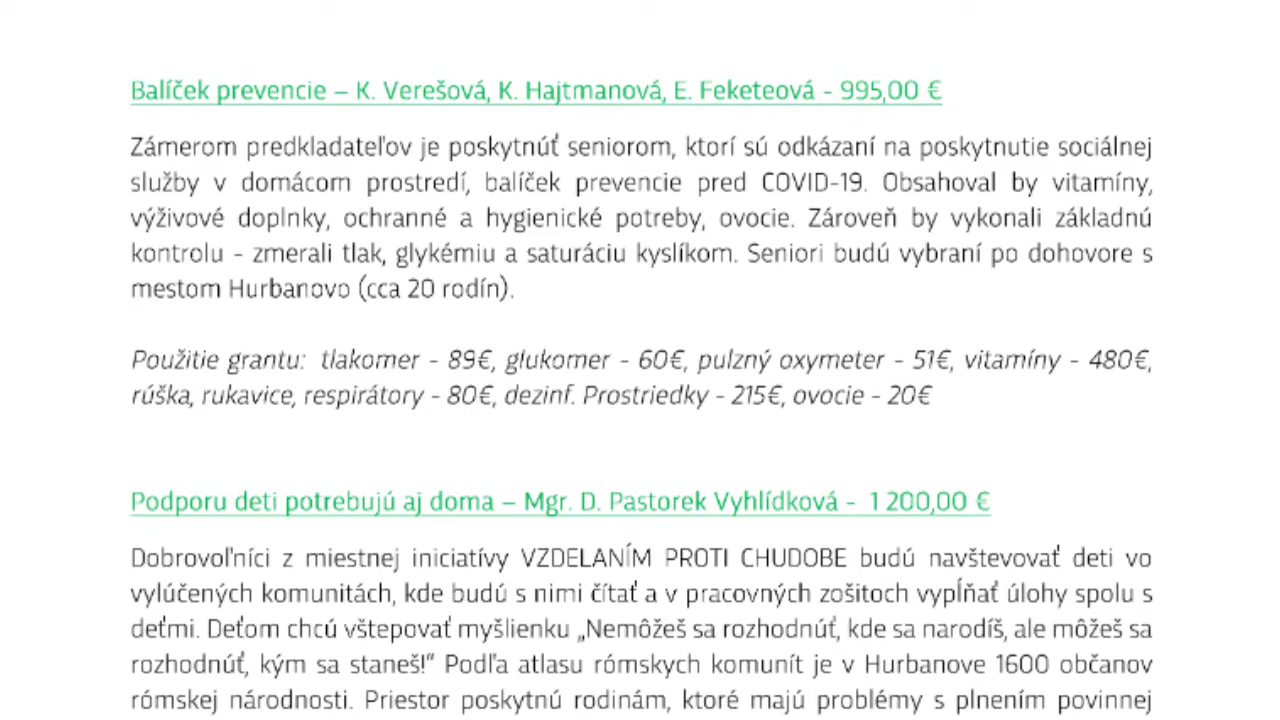 Balíček prevencie – K. Verešová, K. Hajtmanová, E. Feketeová - 995,00 €
Zámerom predkladateľov je poskytnúť seniorom, ktorí sú odkázaní na poskytnutie sociálnej
služby v domácom prostredí, balíček prevencie pred COVID-19. Obsahoval by vitamíny,
výživové doplnky, ochranné a hygienické potreby, ovocie. Zároveň by vykonali základnú
kontrolu - zmerali tlak, glykémiu a saturáciu kyslíkom. Seniori budú vybraní po dohovore s
mestom Hurbanovo (cca 20 rodín).
Použitie grantu: tlakomer - 89€, glukomer - 60€, pulzný oxymeter - 51€, vitamíny - 480€,
rúška, rukavice, respirátory - 80€, dezinf. Prostriedky - 215€, ovocie - 20€
Podporu deti potrebujú aj doma – Mgr. D. Pastorek Vyhlídková - 1 200,00 €
Dobrovoľníci z miestnej iniciatívy VZDELANÍM PROTI CHUDOBE budú navštevovať deti vo
vylúčených komunitách, kde budú s nimi čítať a v pracovných zošitoch vypĺňať úlohy spolu s
deťmi. Deťom chcú vštepovať myšlienku „Nemôžeš sa rozhodnúť, kde sa narodíš, ale môžeš sa
rozhodnúť, kým sa staneš!“ Podľa atlasu rómskych komunít je v Hurbanove 1600 občanov
rómskej národnosti. Priestor poskytnú rodinám, ktoré majú problémy s plnením povinnej